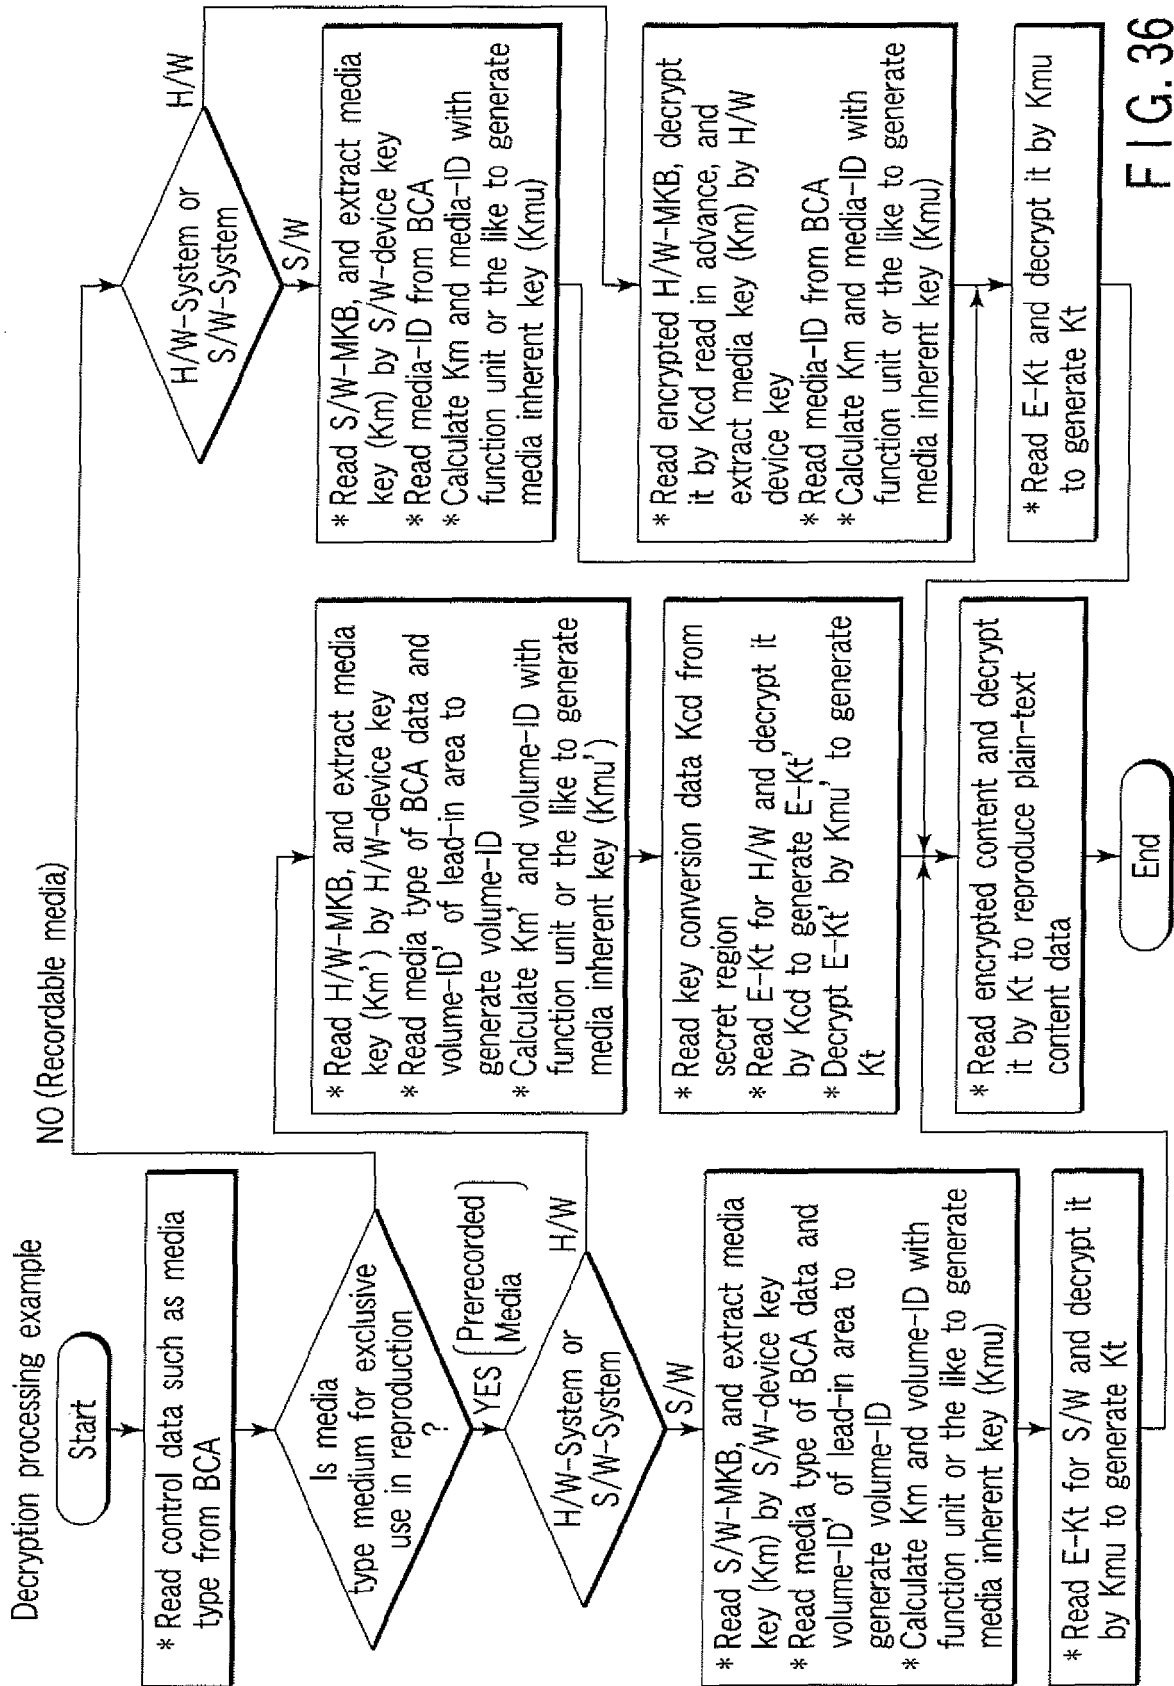 Decryption processing example
Start
* Read control data such as media
type from BCA
Is media
type medium for exclusive
use in reproduction
?
NO (Recordable media)
YES (Prerecorded
Media)
H/W-System or
S/W-System
H/W
S/W
* Read S/W-MKB, and extract media
key (Km) by S/W-device key
* Read media type of BCA data and
volume-ID' of lead-in area to
generate volume-ID
* Calculate Km and volume-ID with
function unit or the like to generate
media inherent key (Kmu)
* Read E-Kt for S/W and decrypt it
by Kmu to generate Kt
* Read H/W-MKB, and extract media
key (Km') by H/W-device key
* Read media type of BCA data and
volume-ID' of lead-in area to
generate volume-ID
* Calculate Km' and volume-ID with
function unit or the like to generate
media inherent key (Kmu')
* Read key conversion data Kcd from
secret region
* Read E-Kt for H/W and decrypt it
by Kcd to generate E-Kt'
* Decrypt E-Kt' by Kmu' to generate
Kt
* Read encrypted content and decrypt
it by Kt to reproduce plain-text
content data
End
H/W-System or
S/W-System
H/W
S/W
* Read S/W-MKB, and extract media
key (Km) by S/W-device key
* Read media-ID from BCA
* Calculate Km and media-ID with
function unit or the like to generate
media inherent key (Kmu)
* Read encrypted H/W-MKB, decrypt
it by Kcd read in advance, and
extract media key (Km) by H/W
device key
* Read media-ID from BCA
* Calculate Km and media-ID with
function unit or the like to generate
media inherent key (Kmu)
* Read E-Kt and decrypt it by Kmu
to generate Kt
FIG. 36